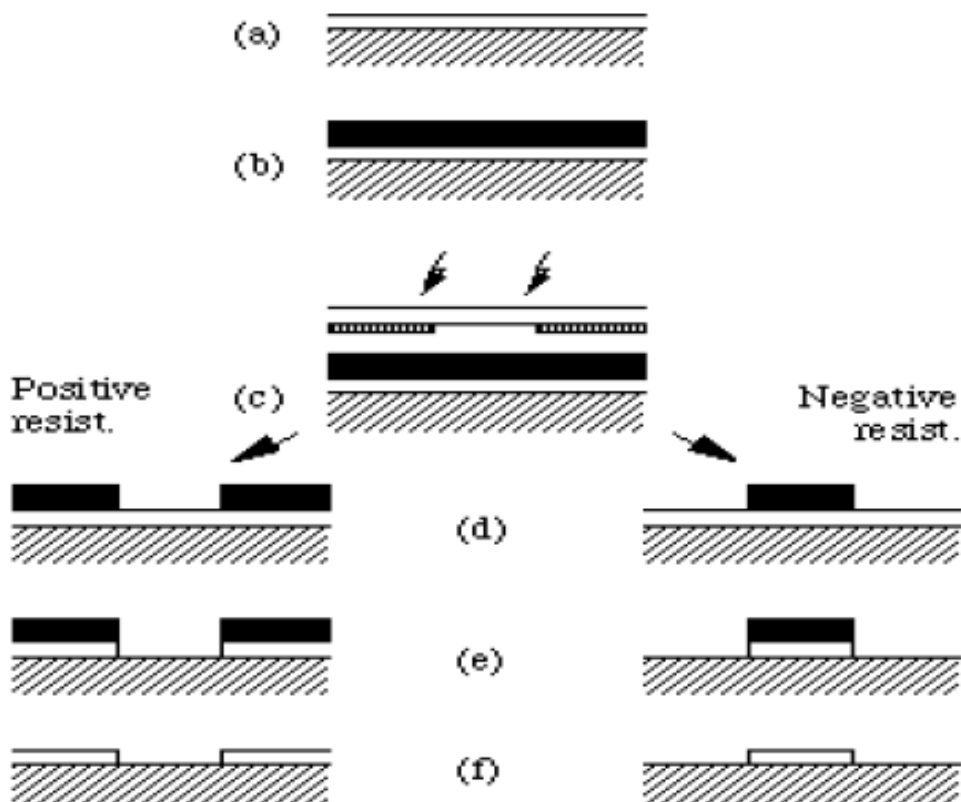 (a)
(b)
Positive
resist.
(c)
Negative
resist.
(d)
(e)
(f)